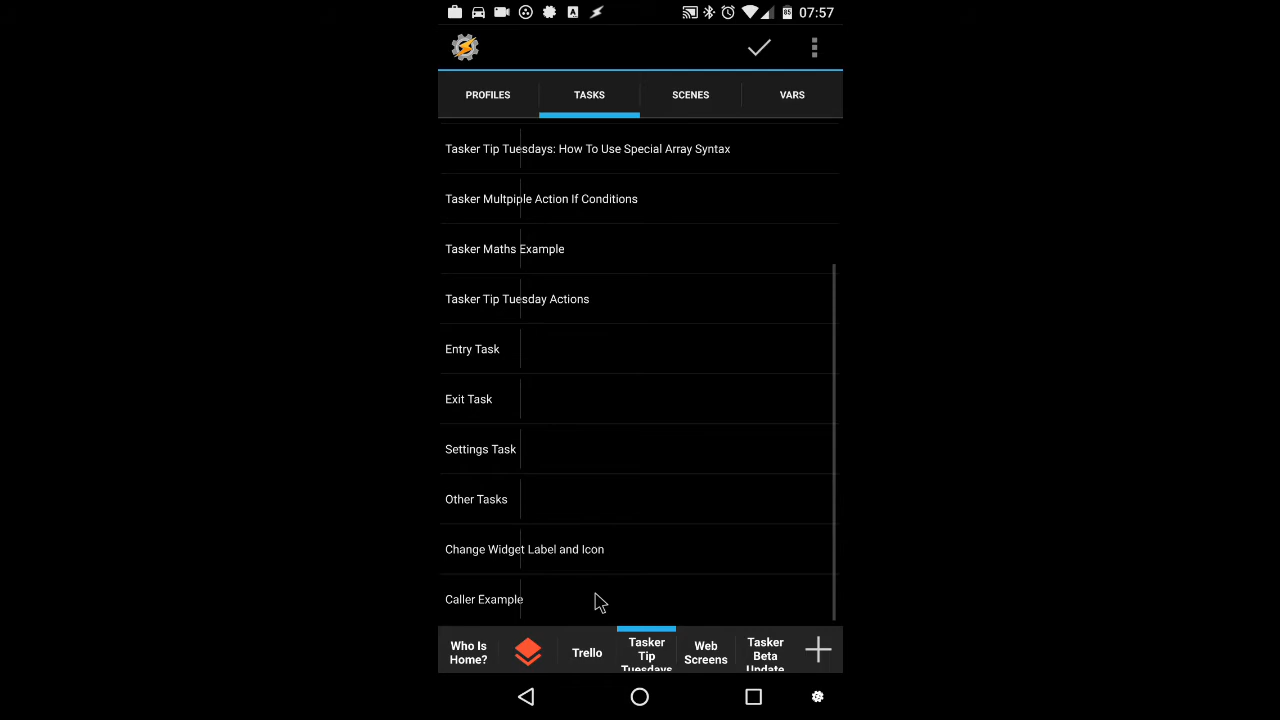 85 07:57
PROFILES TASKS SCENES VARS
Tasker Tip Tuesdays: How To Use Special Array Syntax
Tasker Multpiple Action If Conditions
Tasker Maths Example
Tasker Tip Tuesday Actions
Entry Task
Exit Task
Settings Task
Other Tasks
Change Widget Label and Icon
Caller Example
Who Is
Home?
Trello
Tasker
Tip
Tuesdays
Web
Screens
Tasker
Beta
Update